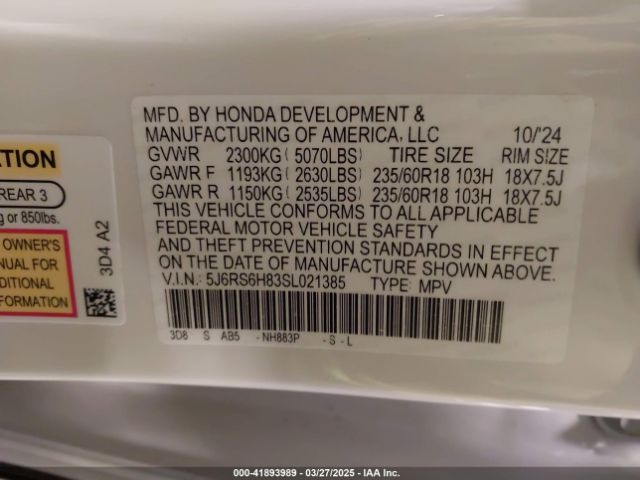 MFD. BY HONDA DEVELOPMENT &
MANUFACTURING OF AMERICA, LLC 10/'24
GVWR 2300KG( 5070LBS) TIRE SIZE RIM SIZE
GAWR F 1193KG( 2630LBS) 235/60R18 103H 18X7.5J
GAWR R 1150KG( 2535LBS) 235/60R18 103H 18X7.5J
THIS VEHICLE CONFORMS TO ALL APPLICABLE
FEDERAL MOTOR VEHICLE SAFETY
AND THEFT PREVENTION STANDARDS IN EFFECT
ON THE DATE OF MANUFACTURE SHOWN ABOVE.
V.I.N.: 5J6RS6H83SL021385 TYPE: MPV
3D8 S AB5 -NH883P -S-L
ATION
REAR 3
g or 850lbs.
OWNER'S
NUAL FOR
DITIONAL
FORMATION
3D4 A2
000-41893989 - 03/27/2025 - IAA Inc.